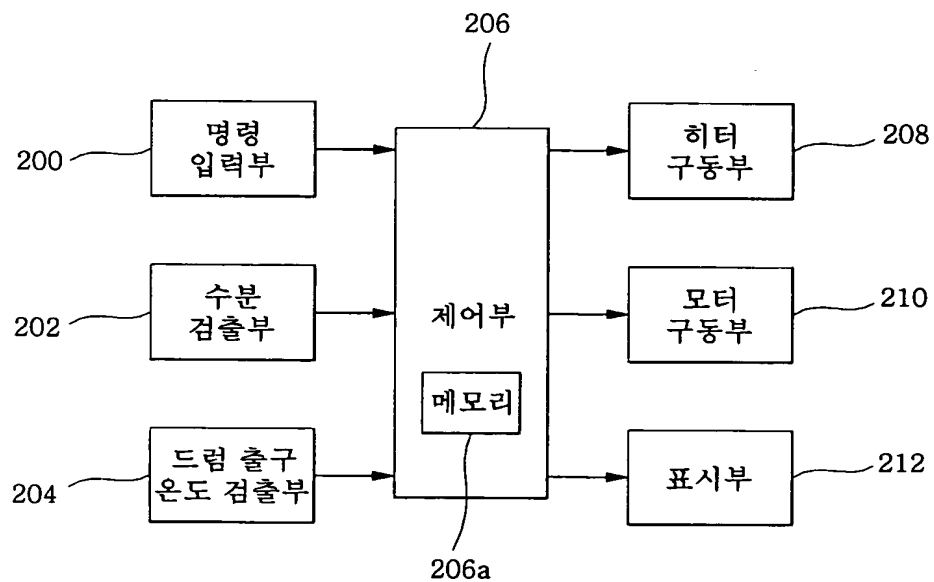 206
200
명령
입력부
히터
구동부
208
202
수분
검출부
제어부
모터
구동부
210
메모리
204
드럼 출구
온도 검출부
표시부
212
206a